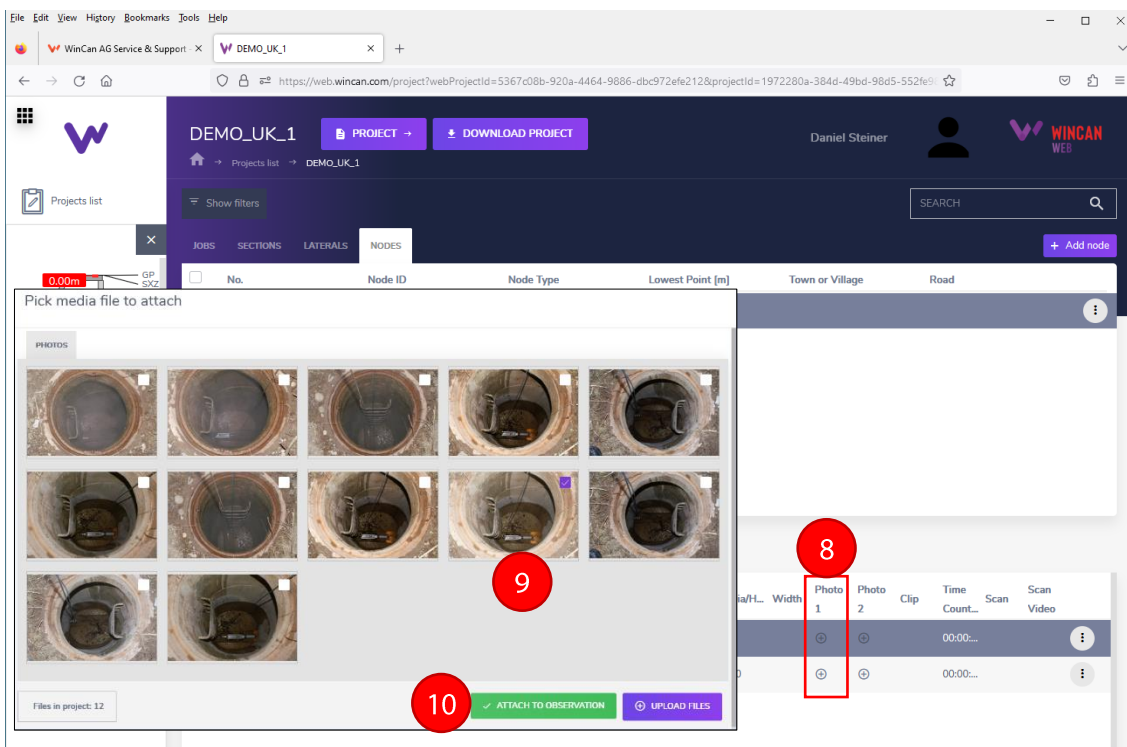 File Edit View History Bookmarks Tools Help
WinCan AG Service & Support - DEMO_UK_1
https://web.wincan.com/project?webProjectId=5367c08b-920a-4464-9886-dbc972efe212&projectId=1972280a-384d-49bd-98d5-552fe9
DEMO_UK_1 PROJECT → DOWNLOAD PROJECT
Daniel Steiner
WINCAN
WEB
→ Projects list → DEMO_UK_1
Projects list
Show filters
SEARCH
JOBS SECTIONS LATERALS NODES
+ Add node
0.00m
GP
SXZ
No. Node ID Node Type Lowest Point [m] Town or Village Road
Pick media file to attach
PHOTOS
8
9
ia/H... Width Photo 1 Photo 2 Clip Time Count... Scan Scan Video
00:00:...
00:00:...
Files in project: 12
10
ATTACH TO OBSERVATION
UPLOAD FILES